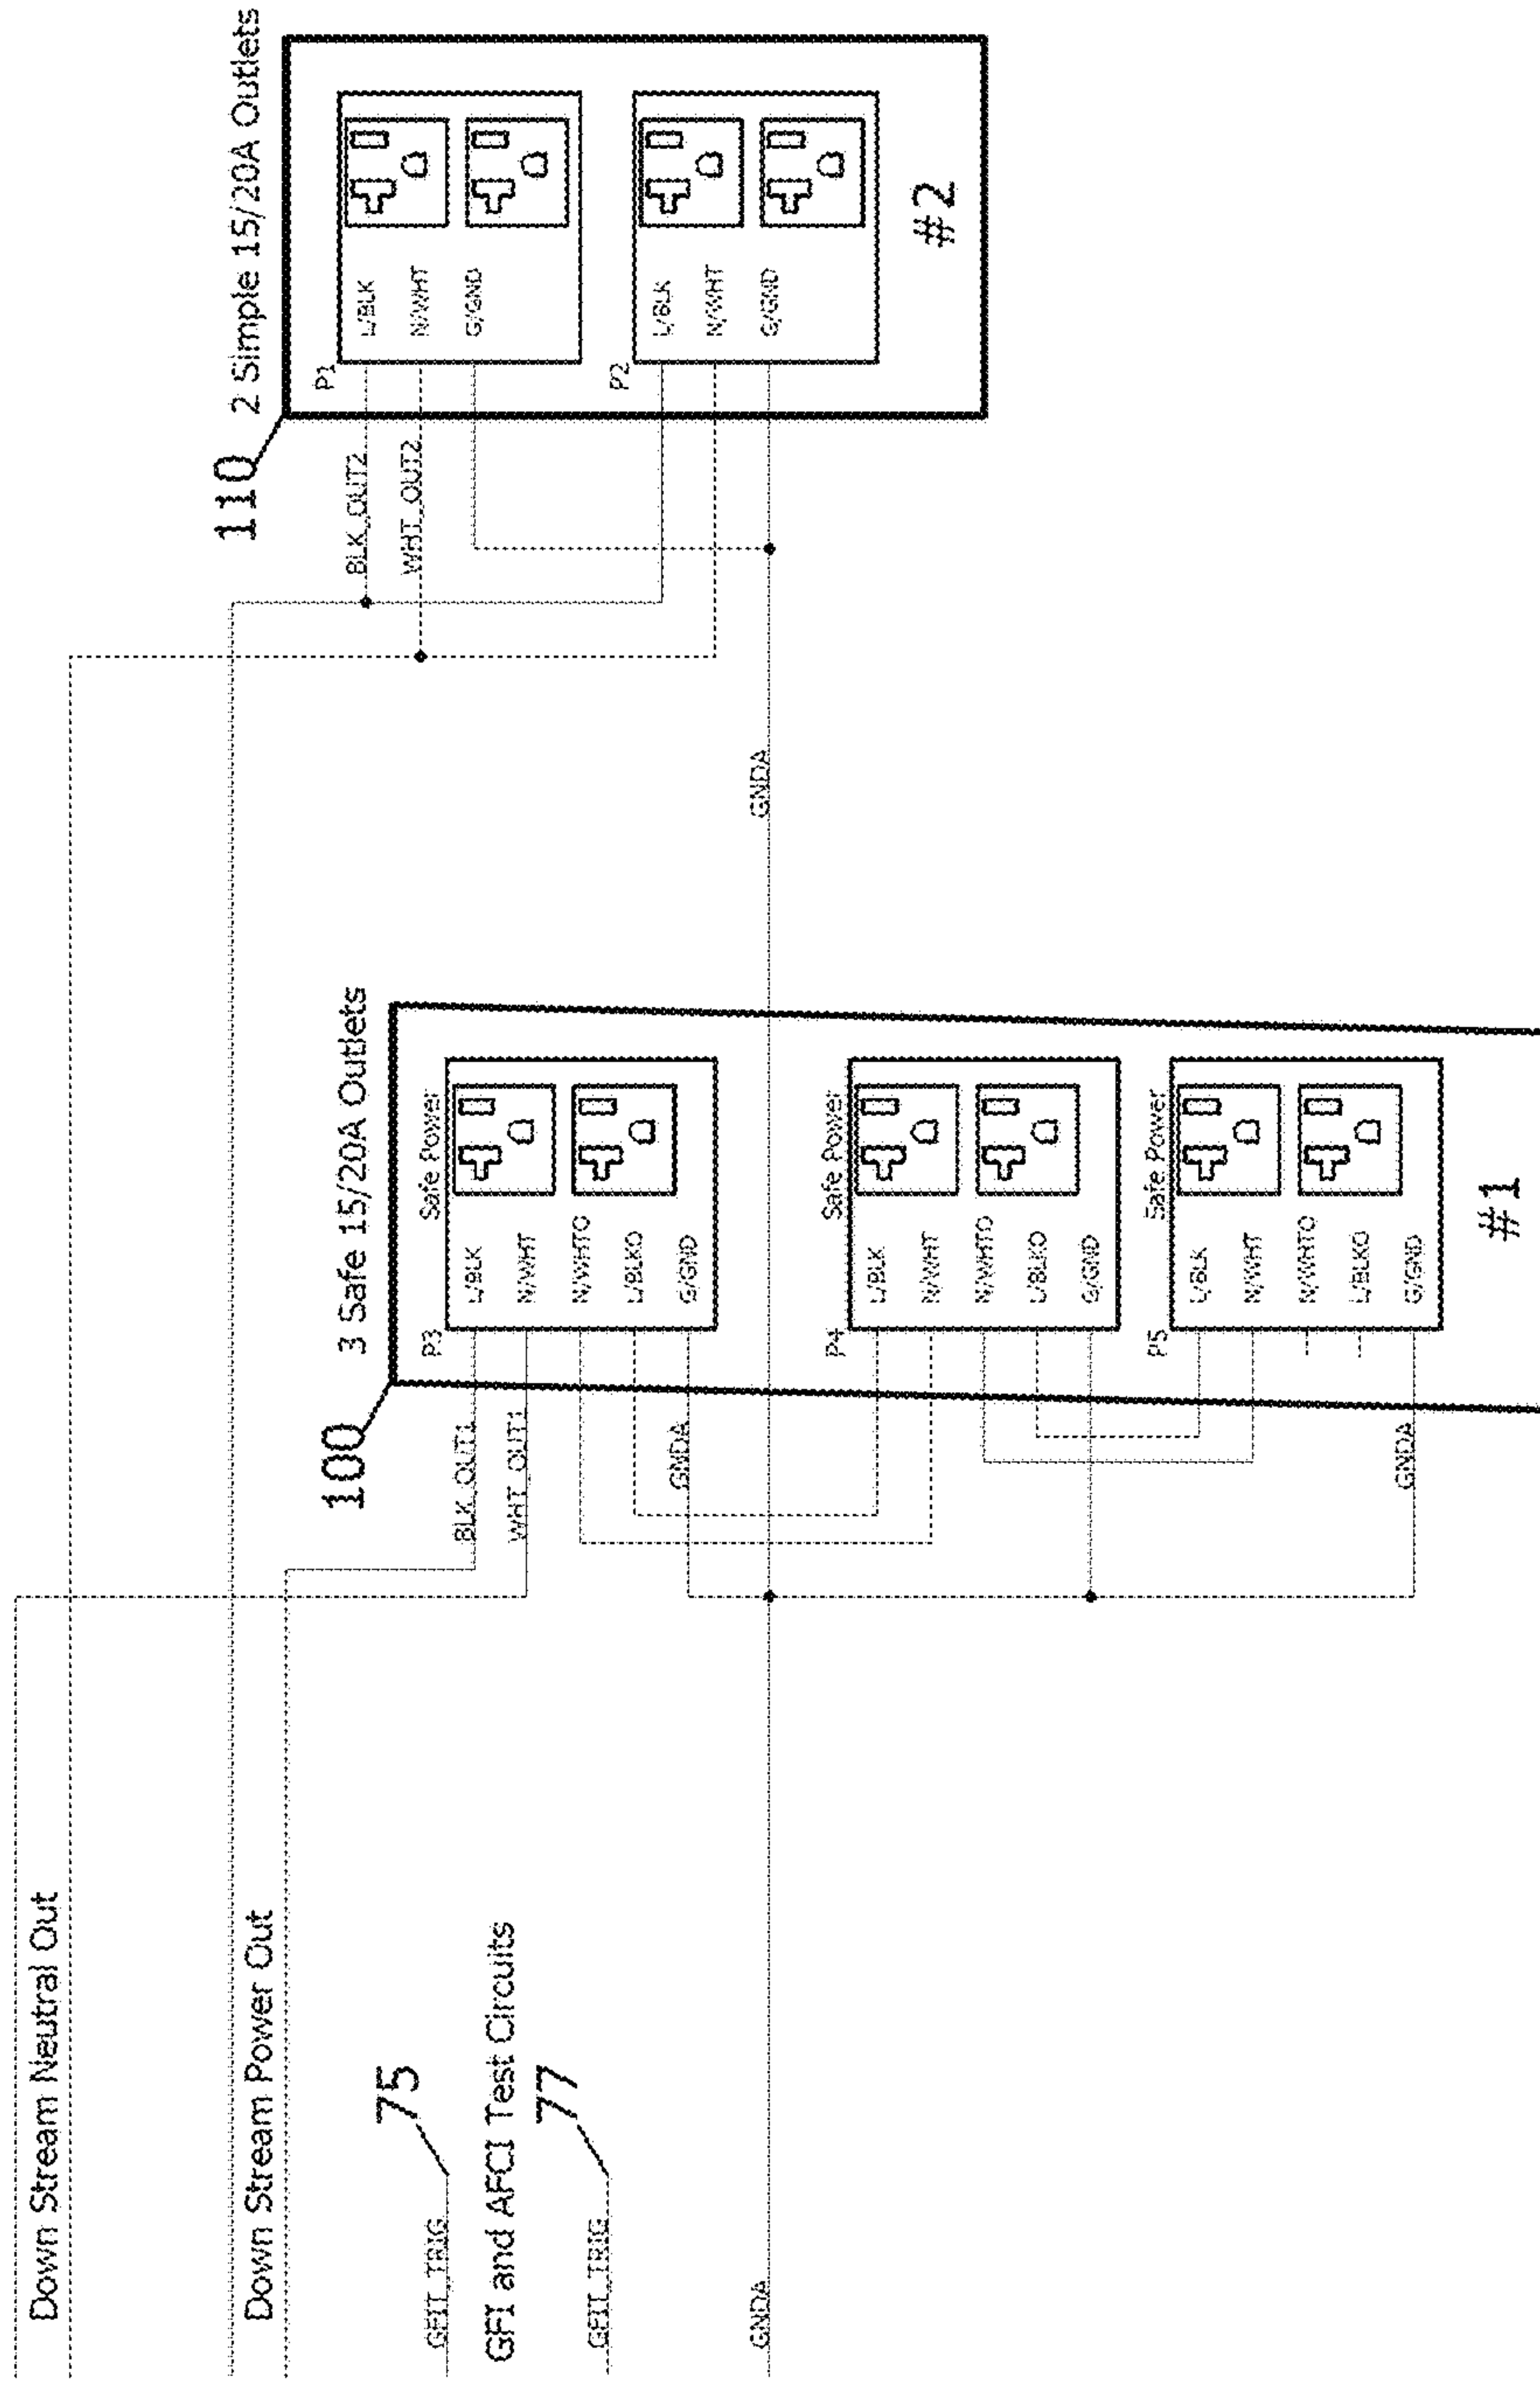 Down Stream Neutral Out
Down Stream Power Out
75
GFIT_TRIG
GFI and AFCI Test Circuits
77
GFIT_TRIG
GNDA
100
3 Safe 15/20A Outlets
BLK_OUT1
WHT_OUT1
GNDA
P3
Safe Power
L/BLK
N/WHT
N/WHTO
L/BLKO
G/GND
P4
Safe Power
L/BLK
N/WHT
N/WHTO
L/BLKO
G/GND
P5
Safe Power
L/BLK
N/WHT
N/WHTO
L/BLKO
G/GND
GNDA
#1
GNDA
110
2 Simple 15/20A Outlets
BLK_OUT2
WHT_OUT2
P1
L/BLK
N/WHT
G/GND
P2
L/BLK
N/WHT
G/GND
#2